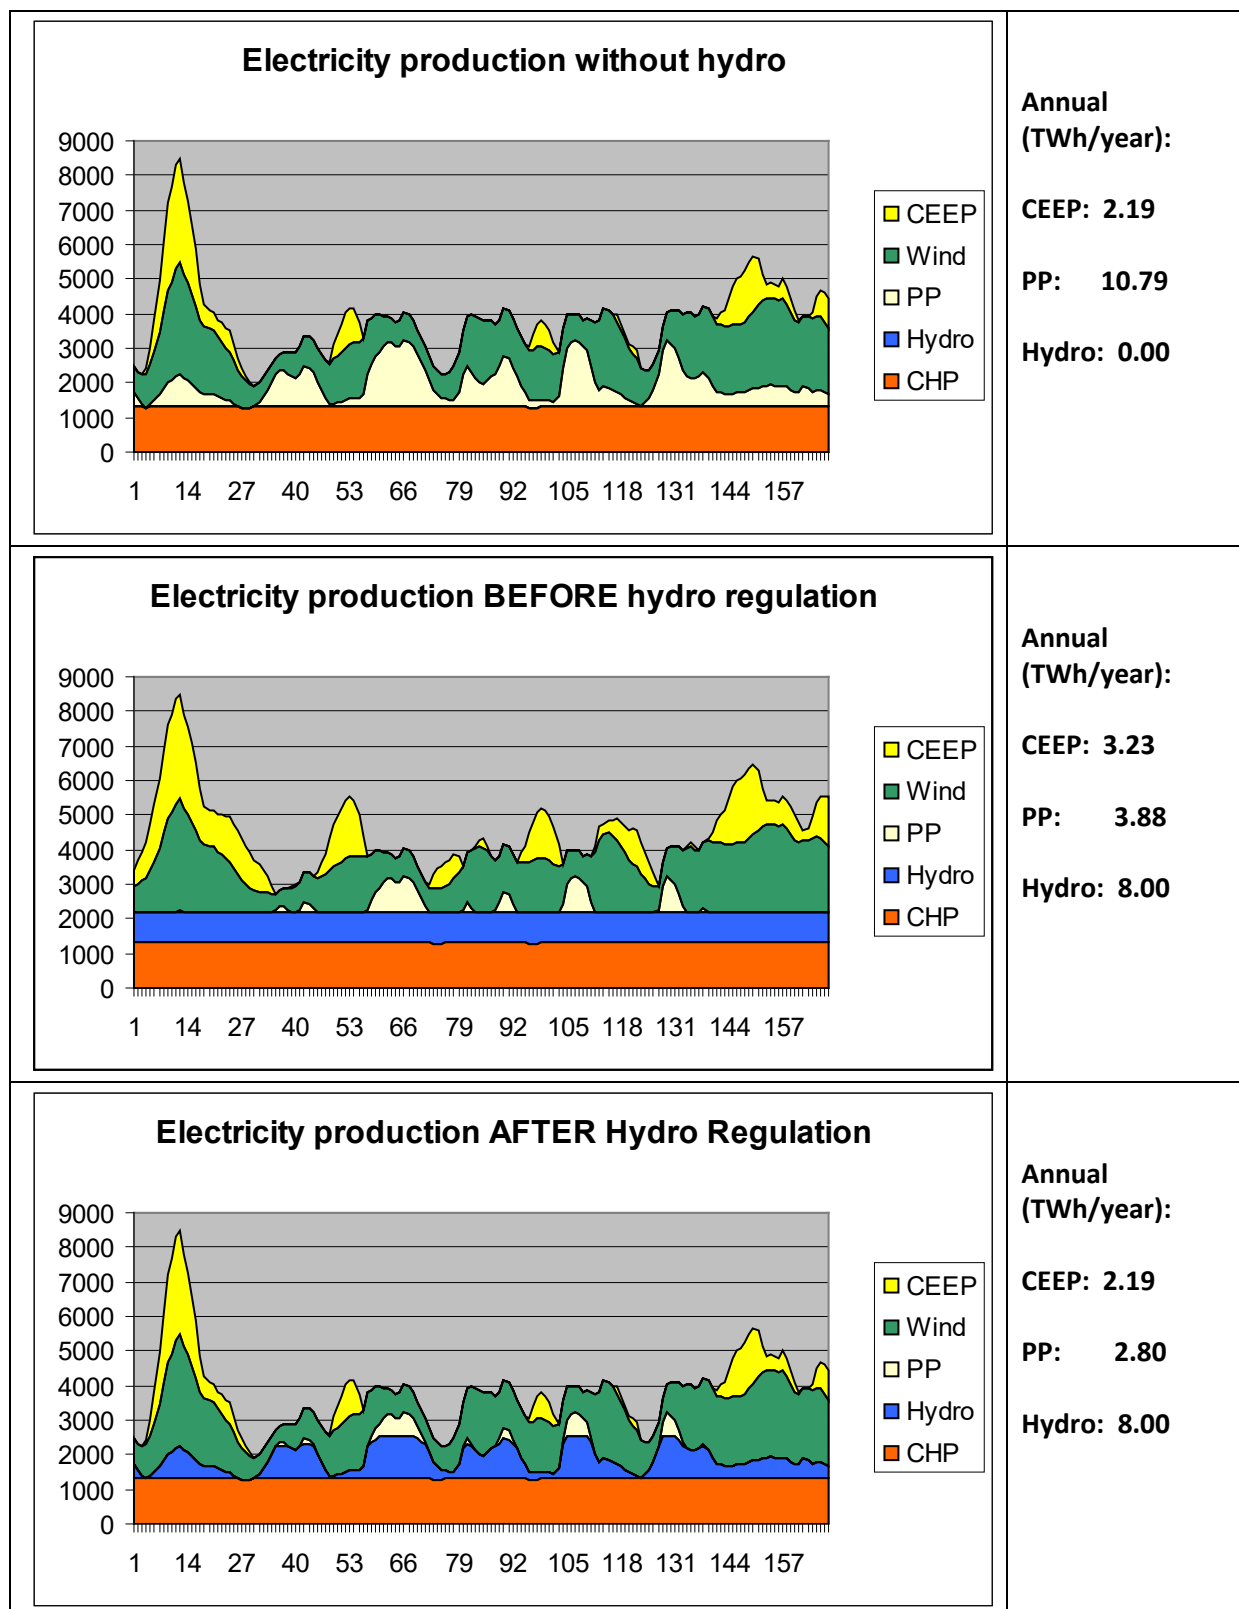 Electricity production without hydro
9000
8000
7000
6000
5000
4000
3000
2000
1000
0
1 14 27 40 53 66 79 92 105 118 131 144 157
CEEP
Wind
PP
Hydro
CHP
Annual
(TWh/year):
CEEP: 2.19
PP: 10.79
Hydro: 0.00
Electricity production BEFORE hydro regulation
9000
8000
7000
6000
5000
4000
3000
2000
1000
0
1 14 27 40 53 66 79 92 105 118 131 144 157
CEEP
Wind
PP
Hydro
CHP
Annual
(TWh/year):
CEEP: 3.23
PP: 3.88
Hydro: 8.00
Electricity production AFTER Hydro Regulation
9000
8000
7000
6000
5000
4000
3000
2000
1000
0
1 14 27 40 53 66 79 92 105 118 131 144 157
CEEP
Wind
PP
Hydro
CHP
Annual
(TWh/year):
CEEP: 2.19
PP: 2.80
Hydro: 8.00